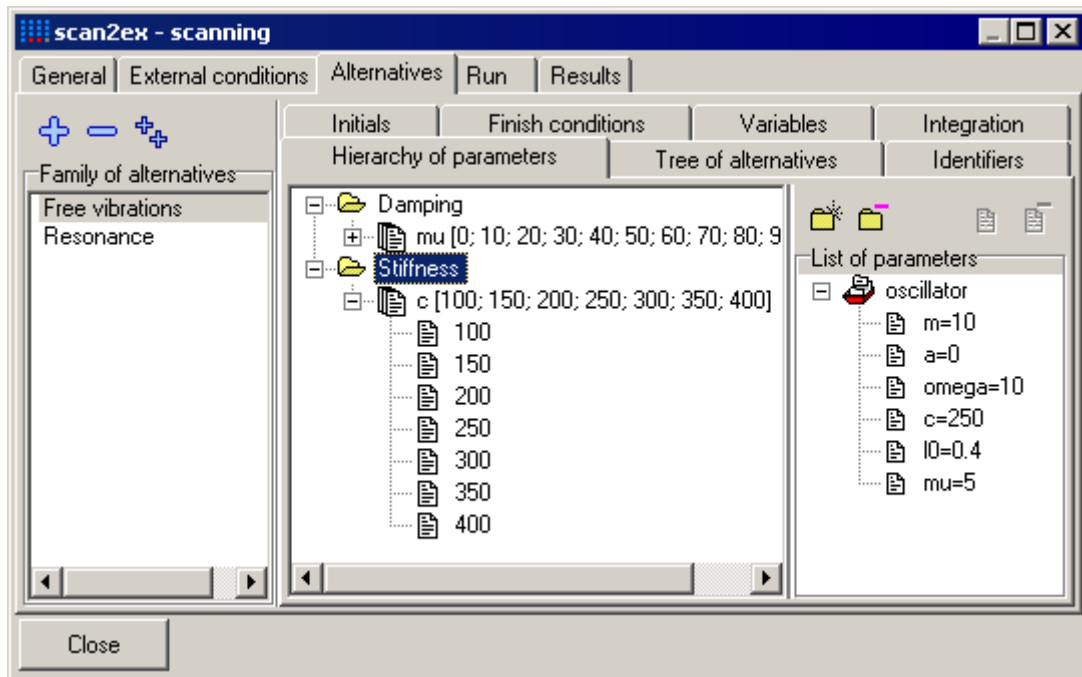 scan2ex - scanning
General External conditions Alternatives Run Results
Family of alternatives
Free vibrations
Resonance
Initials Finish conditions Variables Integration
Hierarchy of parameters Tree of alternatives Identifiers
Damping
mu [0; 10; 20; 30; 40; 50; 60; 70; 80; 9
Stiffness
c [100; 150; 200; 250; 300; 350; 400]
100
150
200
250
300
350
400
List of parameters
oscillator
m=10
a=0
omega=10
c=250
l0=0.4
mu=5
Close